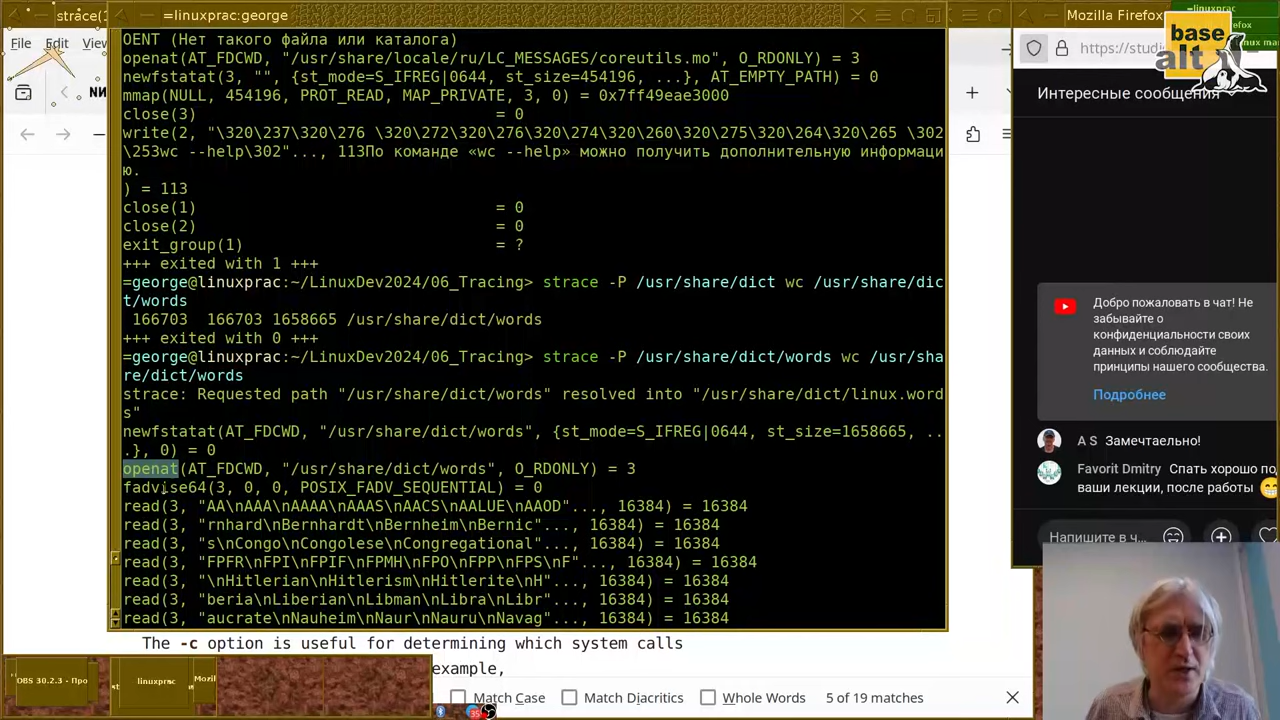 strace(1
=linuxprac:george
Mozilla Firefox
=linuxprac
File Edit View
https://studi
base
alt
Интересные сообщения
OENT (Нет такого файла или каталога)
openat(AT_FDCWD, "/usr/share/locale/ru/LC_MESSAGES/coreutils.mo", O_RDONLY) = 3
newfstatat(3, "", {st_mode=S_IFREG|0644, st_size=454196, ...}, AT_EMPTY_PATH) = 0
mmap(NULL, 454196, PROT_READ, MAP_PRIVATE, 3, 0) = 0x7ff49eae3000
close(3) = 0
write(2, "\320\237\320\276 \320\272\320\276\320\274\320\260\320\275\320\264\320\265 \302
\253wc --help\302"..., 113По команде «wc --help» можно получить дополнительную информаци
ю.
) = 113
close(1) = 0
close(2) = 0
exit_group(1) = ?
+++ exited with 1 +++
=george@linuxprac:~/LinuxDev2024/06_Tracing> strace -P /usr/share/dict wc /usr/share/dic
t/words
166703 166703 1658665 /usr/share/dict/words
+++ exited with 0 +++
=george@linuxprac:~/LinuxDev2024/06_Tracing> strace -P /usr/share/dict/words wc /usr/sha
re/dict/words
strace: Requested path "/usr/share/dict/words" resolved into "/usr/share/dict/linux.word
s"
newfstatat(AT_FDCWD, "/usr/share/dict/words", {st_mode=S_IFREG|0644, st_size=1658665, ..
.}, 0) = 0
openat(AT_FDCWD, "/usr/share/dict/words", O_RDONLY) = 3
fadvise64(3, 0, 0, POSIX_FADV_SEQUENTIAL) = 0
read(3, "AA\nAAA\nAAAA\nAAAS\nAACS\nAALUE\nAAOD"..., 16384) = 16384
read(3, "rnhard\nBernhardt\nBernheim\nBernic"..., 16384) = 16384
read(3, "s\nCongo\nCongolese\nCongregational"..., 16384) = 16384
read(3, "FPFR\nFPI\nFPIF\nFPMH\nFPO\nFPP\nFPS\nF"..., 16384) = 16384
read(3, "\nHitlerian\nHitlerism\nHitlerite\nH"..., 16384) = 16384
read(3, "beria\nLiberian\nLibman\nLibra\nLibr"..., 16384) = 16384
read(3, "aucrate\nNauheim\nNaur\nNauru\nNavag"..., 16384) = 16384
Добро пожаловать в чат! Не
забывайте о
конфиденциальности своих
данных и соблюдайте
принципы нашего сообщества.
Подробнее
A S Замечтаельно!
Favorit Dmitry Спать хорошо по
ваши лекции, после работы
Напишите в ч...
The -c option is useful for determining which system calls
example,
OBS 30.2.3 - Про
linuxprac
Mozil
Match Case Match Diacritics Whole Words 5 of 19 matches